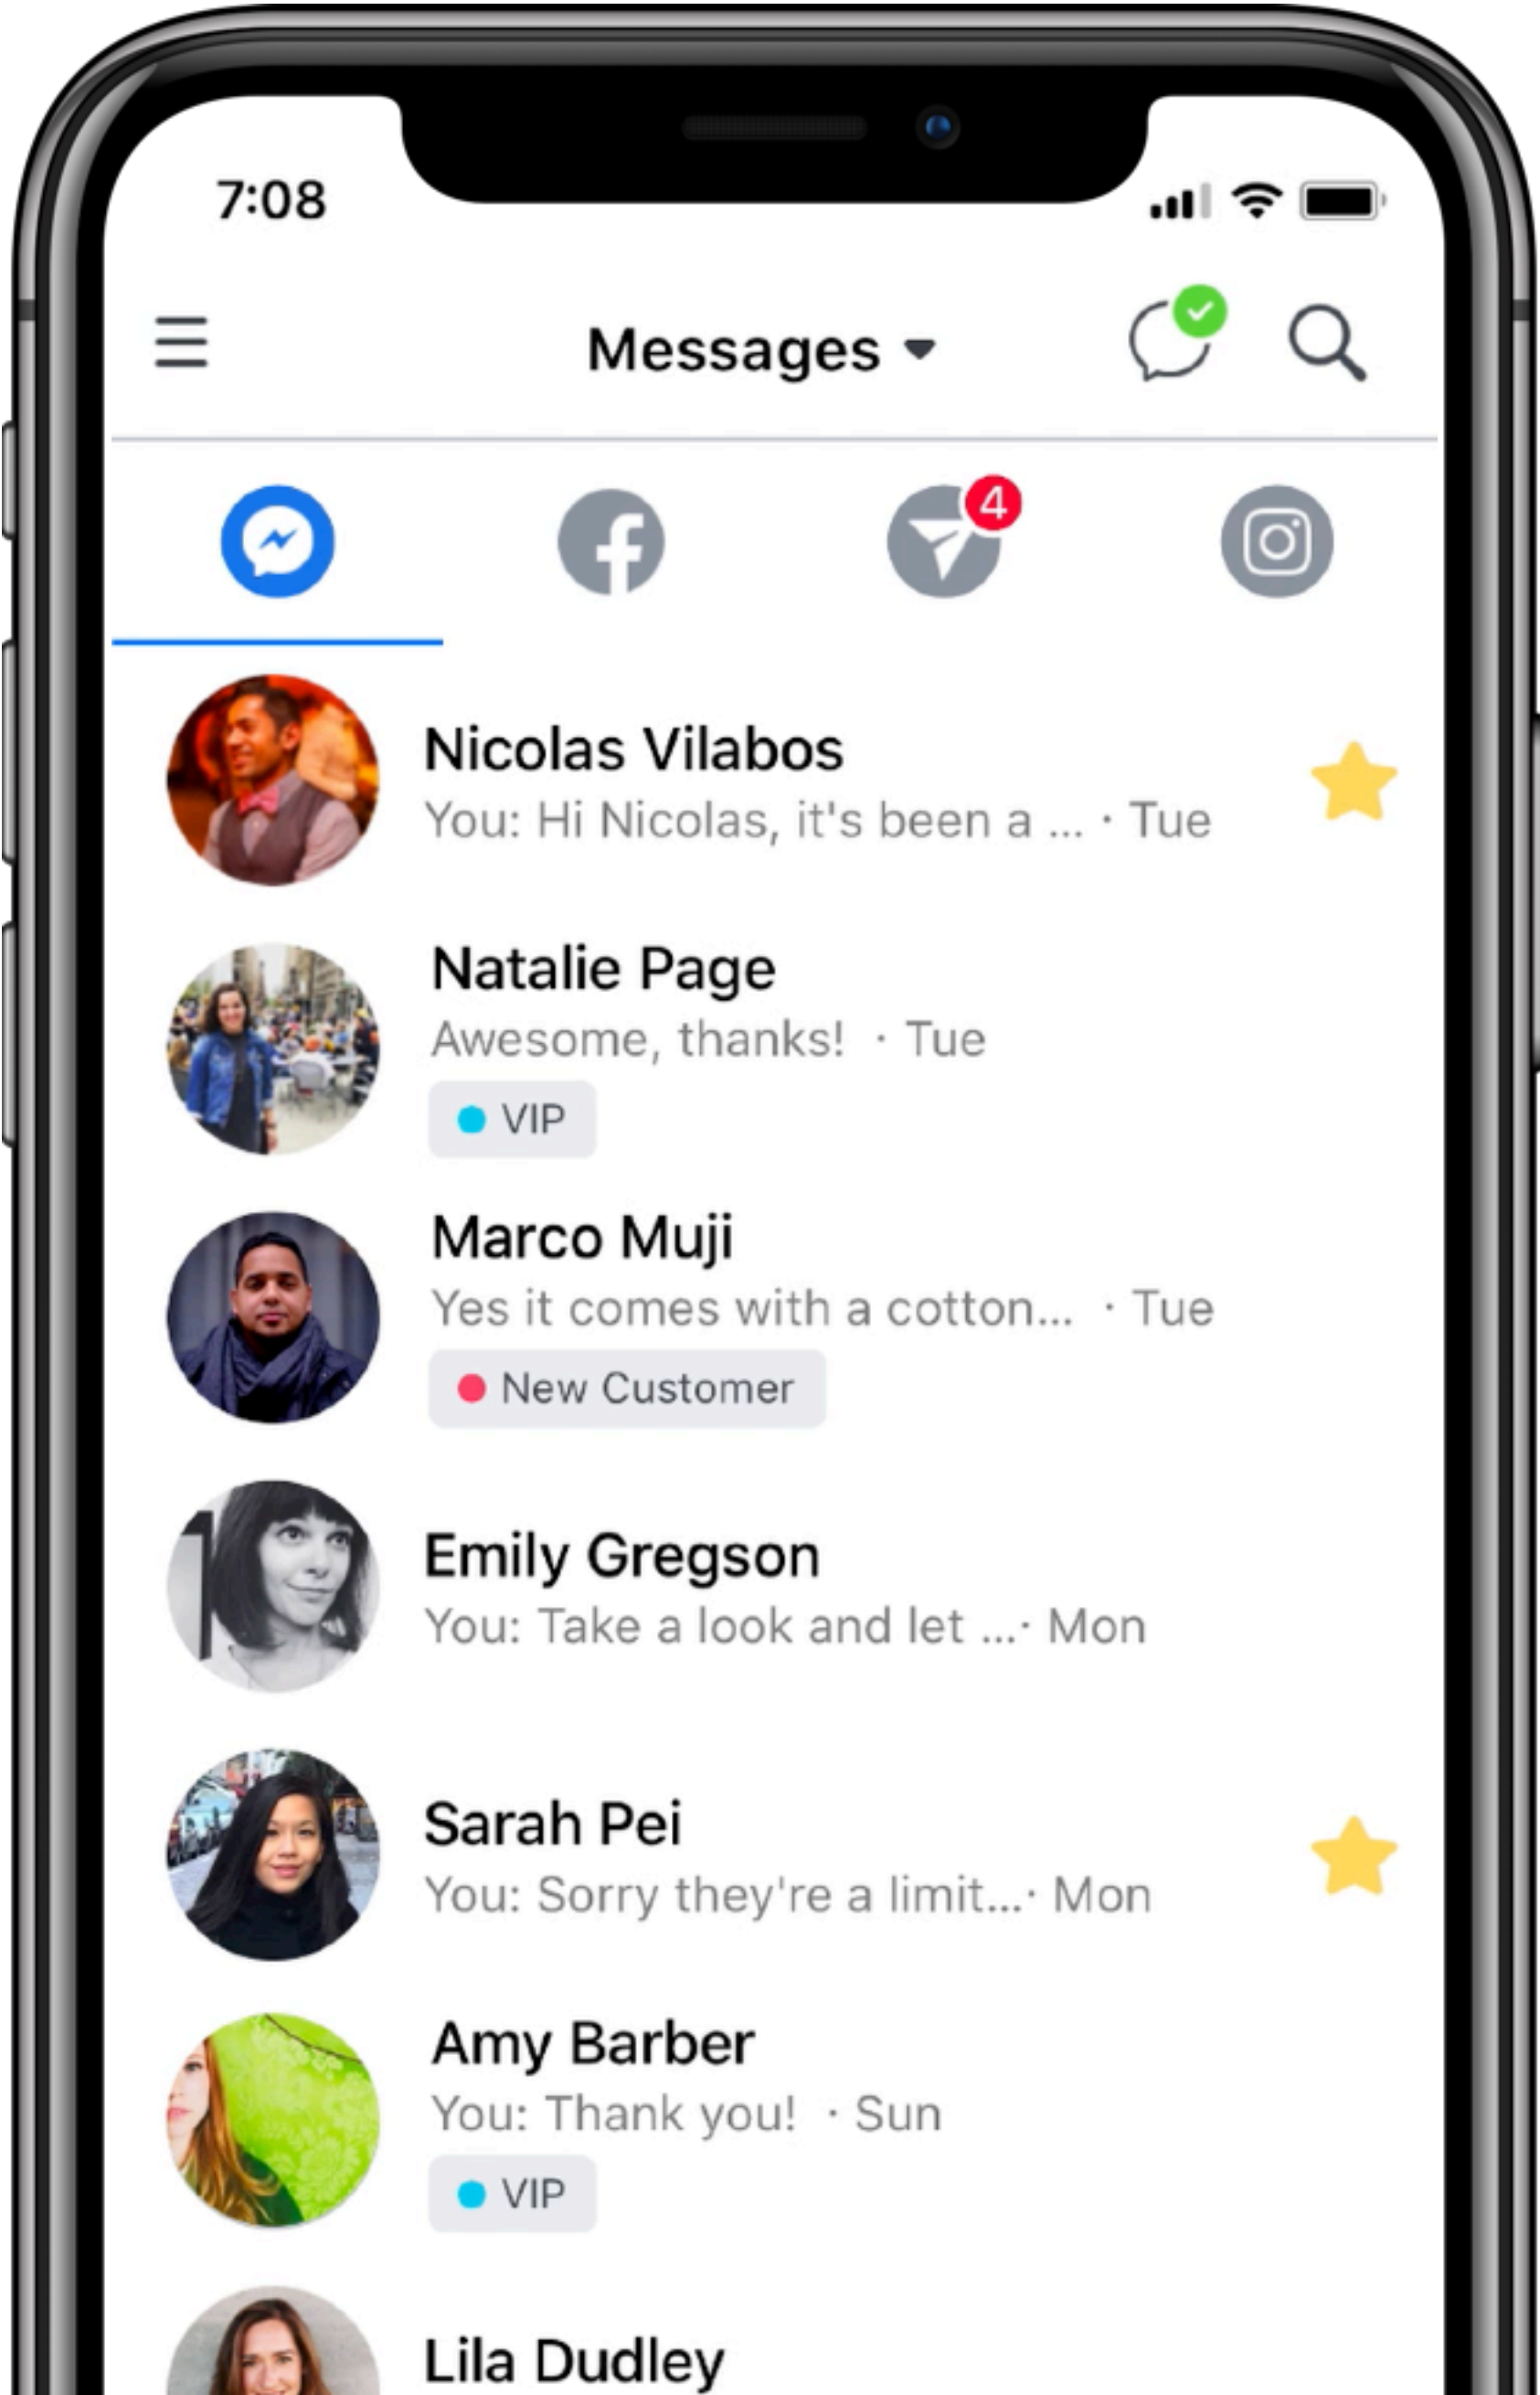 7:08
Messages
4
Nicolas Vilabos
You: Hi Nicolas, it's been a ... · Tue
Natalie Page
Awesome, thanks! · Tue
VIP
Marco Muji
Yes it comes with a cotton... · Tue
New Customer
Emily Gregson
You: Take a look and let ...· Mon
Sarah Pei
You: Sorry they're a limit...· Mon
Amy Barber
You: Thank you! · Sun
VIP
Lila Dudley